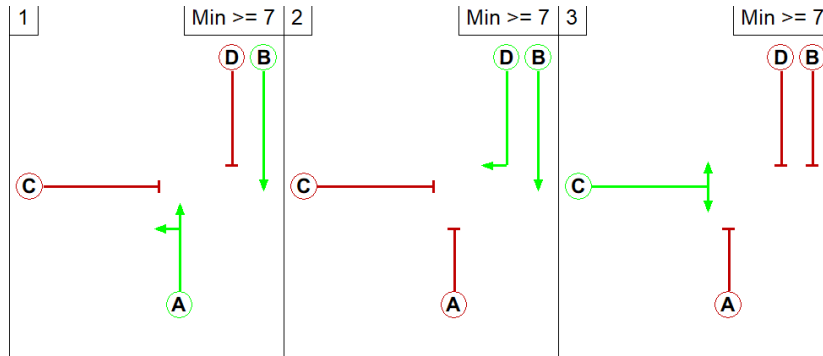 1 Min >= 7 2 Min >= 7 3 Min >= 7
D B D B D B
C C C
A A A